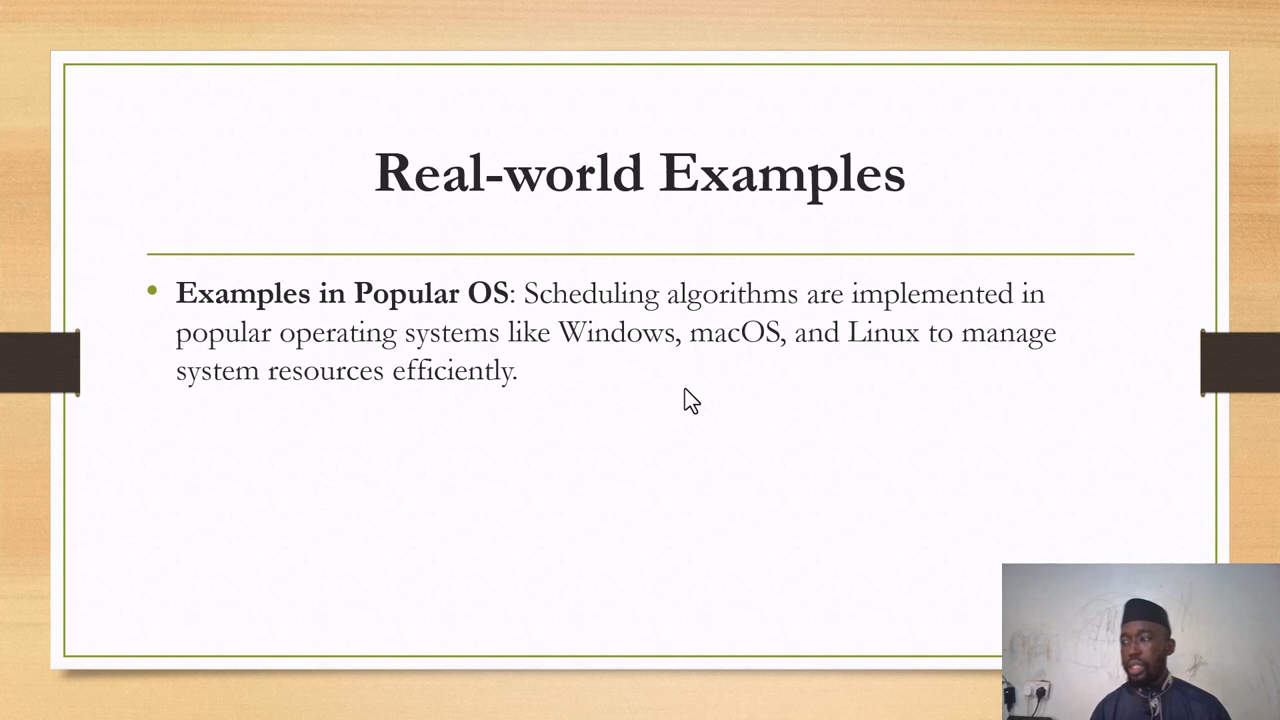 Real-world Examples
• Examples in Popular OS: Scheduling algorithms are implemented in
popular operating systems like Windows, macOS, and Linux to manage
system resources efficiently.